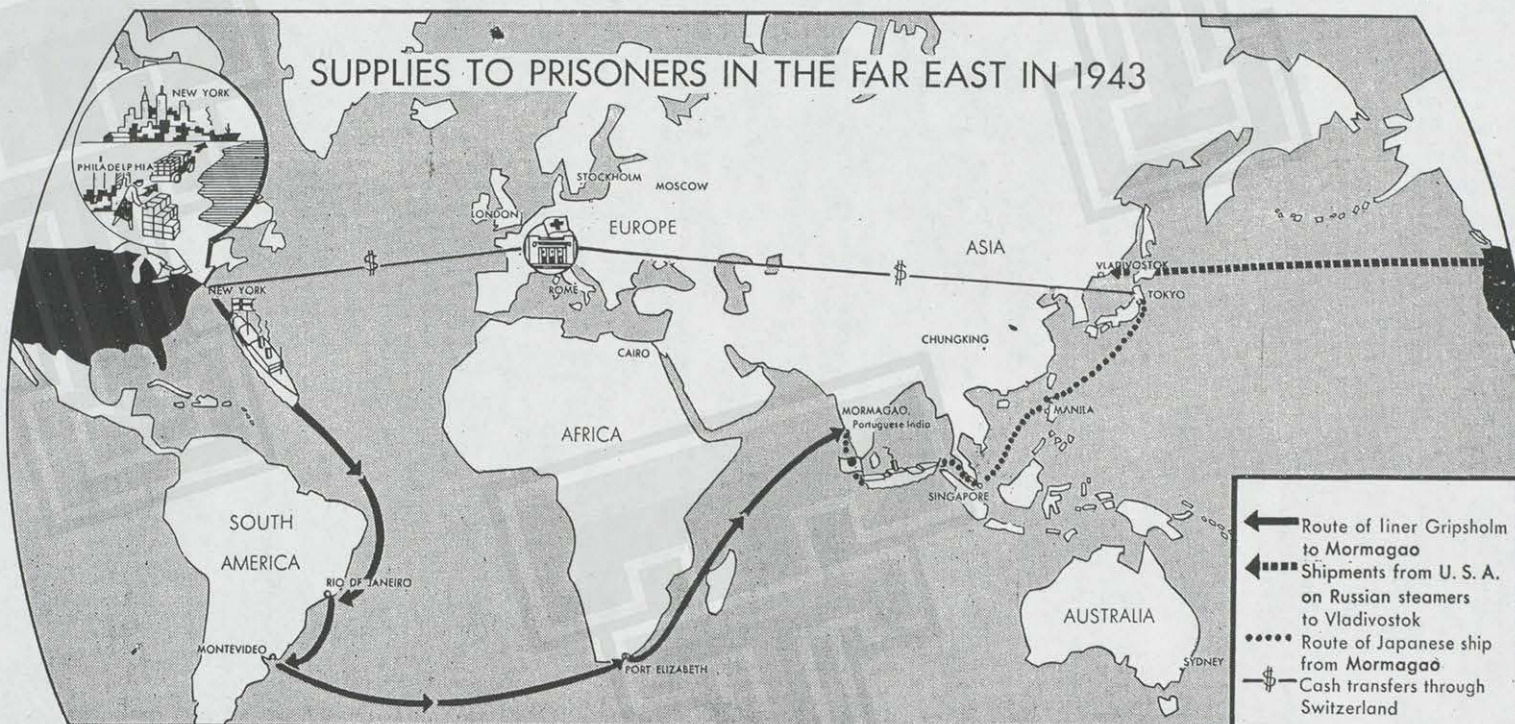 SUPPLIES TO PRISONERS IN THE FAR EAST IN 1943
NEW YORK
PHILADELPHIA
STOCKHOLM
MOSCOW
LONDON
EUROPE
ASIA
VLADIVOSTOK
$
$
NEW YORK
ROME
TOKYO
CAIRO
CHUNGKING
MORMAGAO,
Portuguese India
MANILA
AFRICA
SINGAPORE
SOUTH
AMERICA
RIO DE JANEIRO
AUSTRALIA
MONTEVIDEO
PORT ELIZABETH
SYDNEY
Route of liner Gripsholm
to Mormagao
Shipments from U. S. A.
on Russian steamers
to Vladivostok
Route of Japanese ship
from Mormagao
$
Cash transfers through
Switzerland